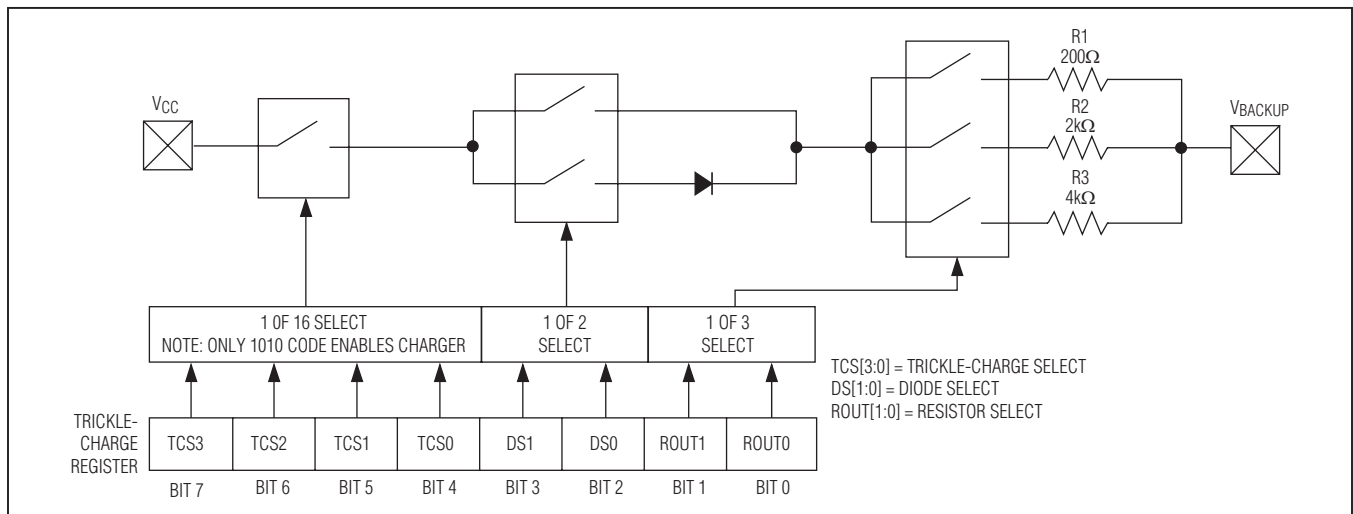 R1
200Ω
VCC
R2
2kΩ
VBACKUP
R3
4kΩ
1 0F 16 SELECT
NOTE: ONLY 1010 CODE ENABLES CHARGER
1 OF 2
SELECT
1 OF 3
SELECT
TCS[3:0] = TRICKLE-CHARGE SELECT
DS[1:0] = DIODE SELECT
ROUT[1:0] = RESISTOR SELECT
TRICKLE-
CHARGE
REGISTER
TCS3 TCS2 TCS1 TCS0 DS1 DS0 ROUT1 ROUT0
BIT 7 BIT 6 BIT 5 BIT 4 BIT 3 BIT 2 BIT 1 BIT 0